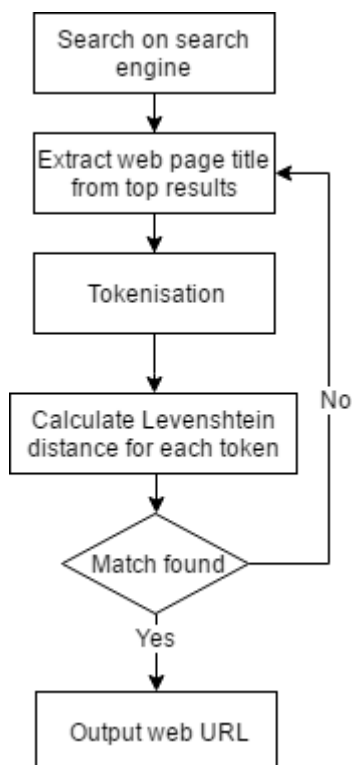 Search on search
engine
Extract web page title
from top results
Tokenisation
Calculate Levenshtein
distance for each token
No
Match found
Yes
Output web URL